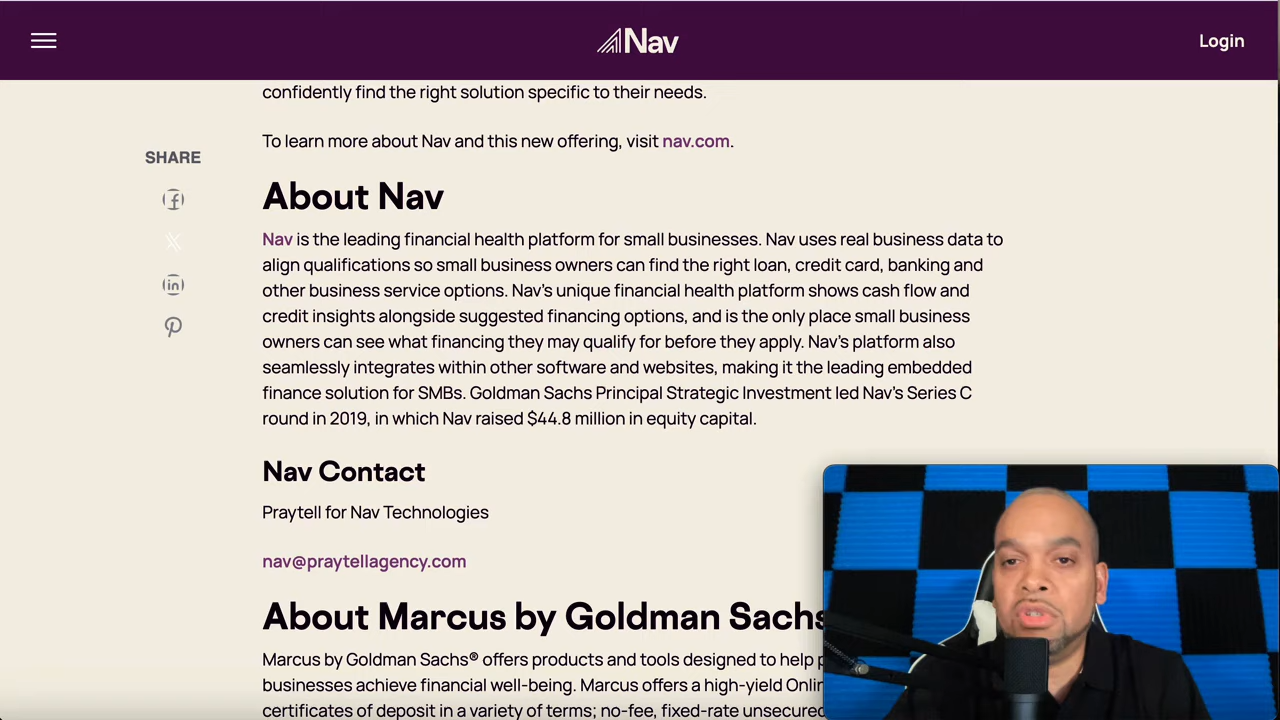 Nav
Login
confidently find the right solution specific to their needs.
To learn more about Nav and this new offering, visit nav.com.
SHARE
About Nav
Nav is the leading financial health platform for small businesses. Nav uses real business data to
align qualifications so small business owners can find the right loan, credit card, banking and
other business service options. Nav's unique financial health platform shows cash flow and
credit insights alongside suggested financing options, and is the only place small business
owners can see what financing they may qualify for before they apply. Nav's platform also
seamlessly integrates within other software and websites, making it the leading embedded
finance solution for SMBs. Goldman Sachs Principal Strategic Investment led Nav's Series C
round in 2019, in which Nav raised $44.8 million in equity capital.
Nav Contact
Praytell for Nav Technologies
nav@praytellagency.com
About Marcus by Goldman Sachs
Marcus by Goldman Sachs® offers products and tools designed to help
businesses achieve financial well-being. Marcus offers a high-yield
certificates of deposit in a variety of terms; no-fee, fixed-rate unsecured